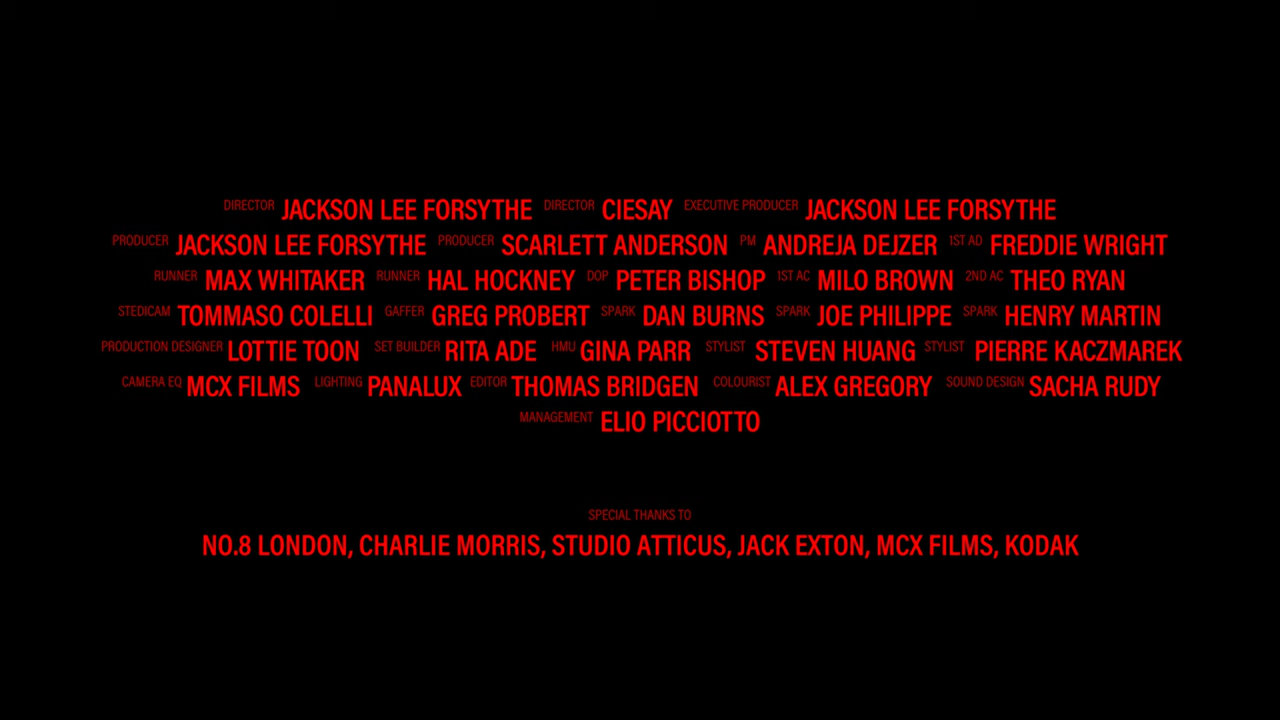 DIRECTOR JACKSON LEE FORSYTHE DIRECTOR CIESAY EXECUTIVE PRODUCER JACKSON LEE FORSYTHE
PRODUCER JACKSON LEE FORSYTHE PRODUCER SCARLETT ANDERSON PM ANDREJA DEJZER 1ST AD FREDDIE WRIGHT
RUNNER MAX WHITAKER RUNNER HAL HOCKNEY DOP PETER BISHOP 1ST AC MILO BROWN 2ND AC THEO RYAN
STEDICAM TOMMASO COLELLI GAFFER GREG PROBERT SPARK DAN BURNS SPARK JOE PHILIPPE SPARK HENRY MARTIN
PRODUCTION DESIGNER LOTTIE TOON SET BUILDER RITA ADE HMU GINA PARR STYLIST STEVEN HUANG STYLIST PIERRE KACZMAREK
CAMERA EQ MCX FILMS LIGHTING PANALUX EDITOR THOMAS BRIDGEN COLOURIST ALEX GREGORY SOUND DESIGN SACHA RUDY
MANAGEMENT ELIO PICCIOTTO
SPECIAL THANKS TO
NO.8 LONDON, CHARLIE MORRIS, STUDIO ATTICUS, JACK EXTON, MCX FILMS, KODAK